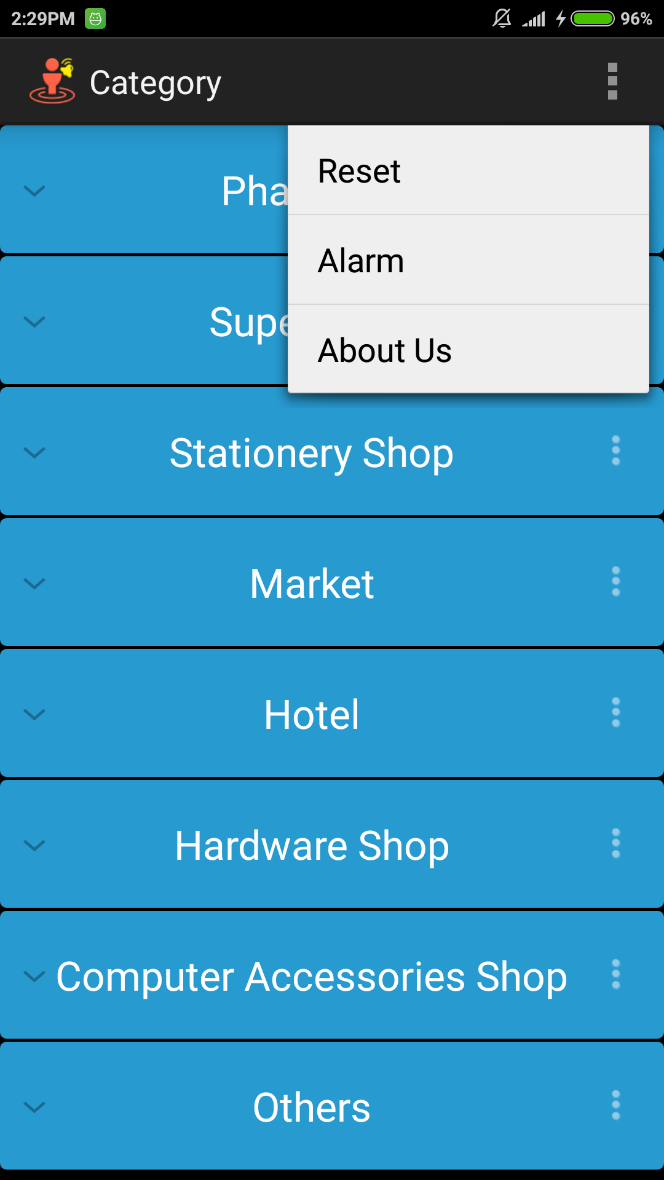 2:29PM 96%
Category
Reset
Alarm
About Us
Stationery Shop
Market
Hotel
Hardware Shop
Computer Accessories Shop
Others